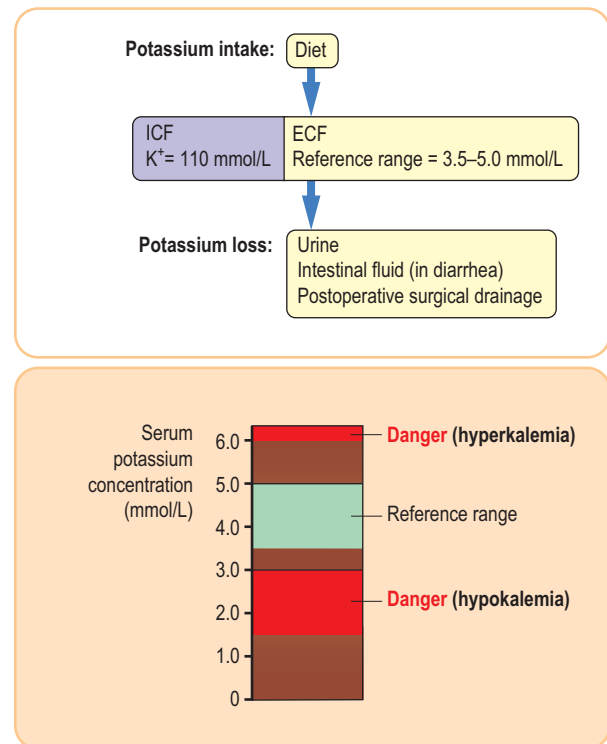 Potassium intake: Diet
ICF
K⁺= 110 mmol/L
ECF
Reference range = 3.5–5.0 mmol/L
Potassium loss:
Urine
Intestinal fluid (in diarrhea)
Postoperative surgical drainage
Serum
potassium
concentration
(mmol/L)
6.0
5.0
4.0
3.0
2.0
1.0
0
Danger (hyperkalemia)
Reference range
Danger (hypokalemia)